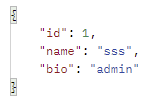 {
    "id": 1,
    "name": "sss",
    "bio": "admin"
}